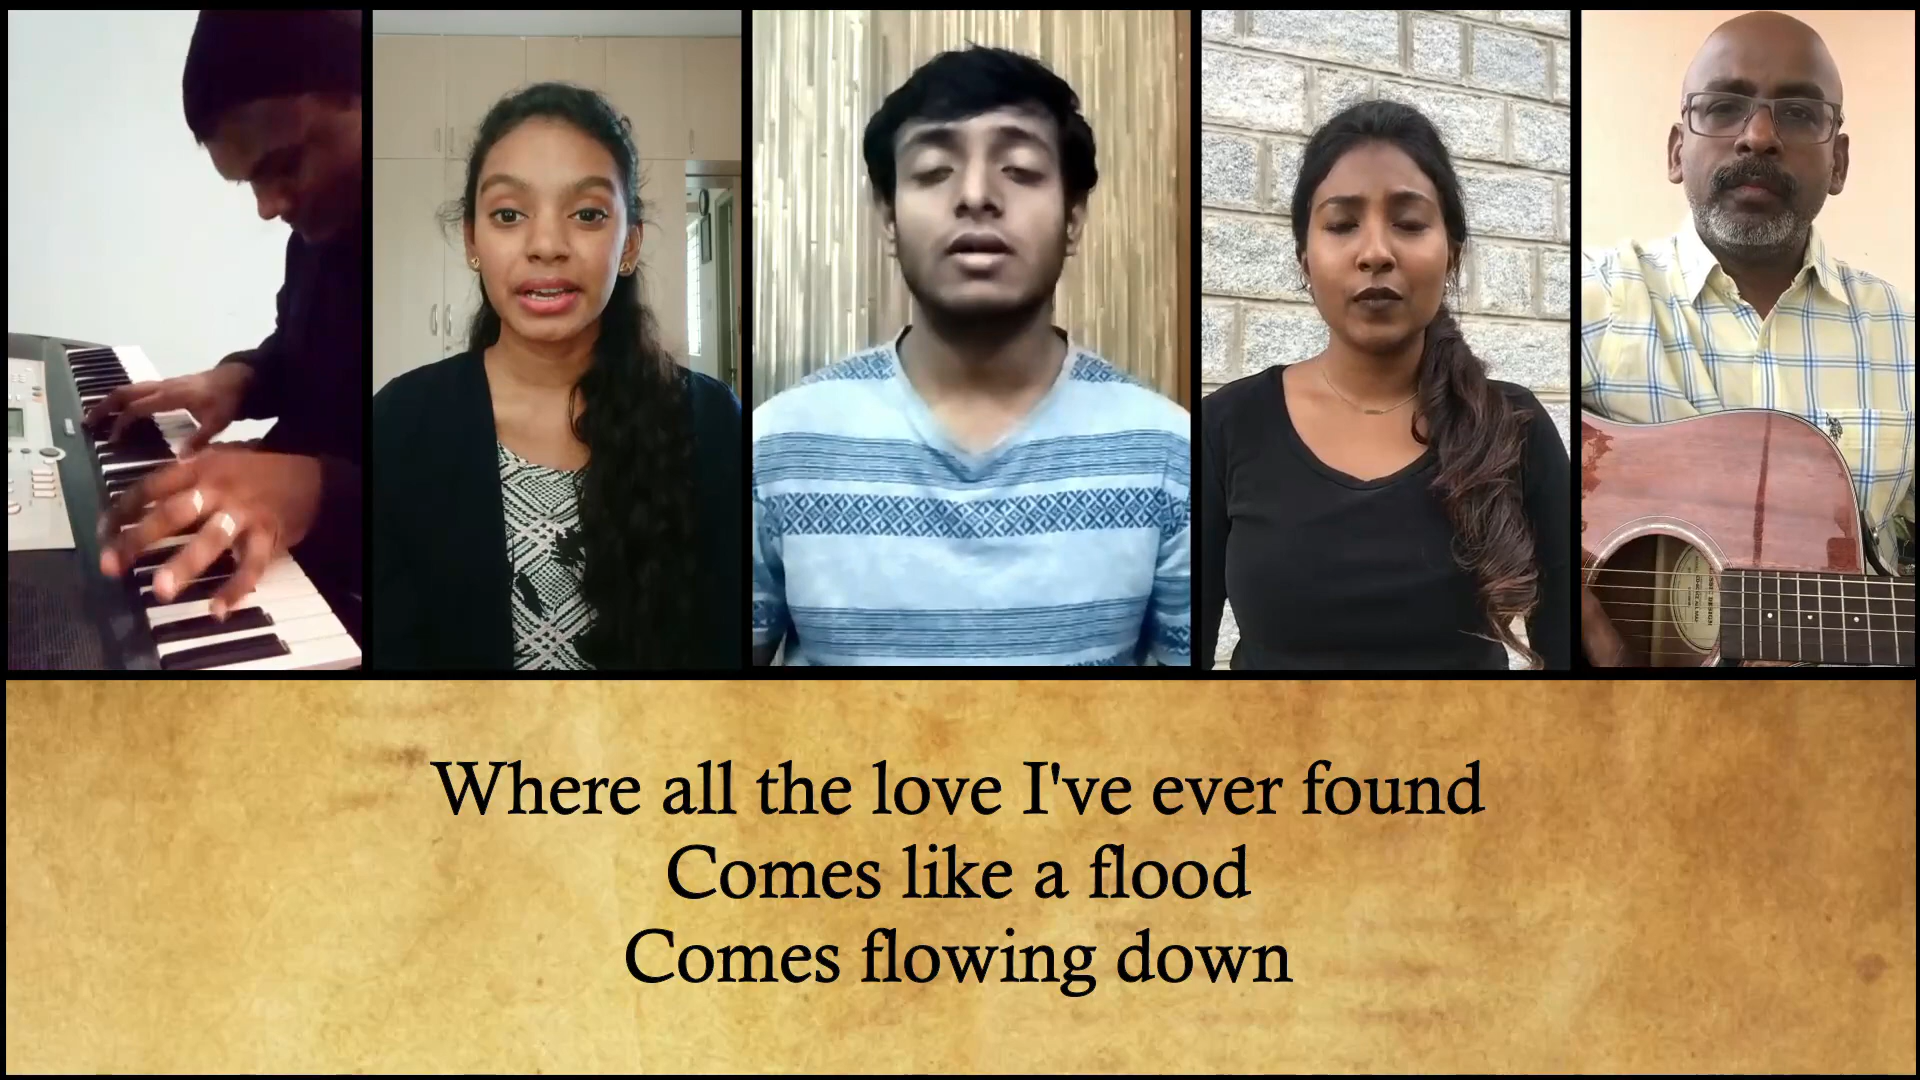 Where all the love I've ever found
Comes like a flood
Comes flowing down